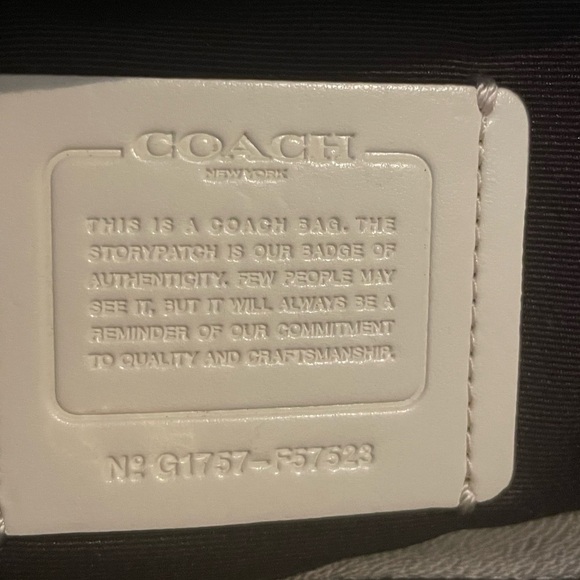 COACH
NEW YORK
THIS IS A COACH BAG. THE
STORYPATCH IS OUR BADGE OF
AUTHENTICITY. FEW PEOPLE MAY
SEE IT, BUT IT WILL ALWAYS BE A
REMINDER OF OUR COMMITMENT
TO QUALITY AND CRAFTSMANSHIP.
Nº G1757-F57523